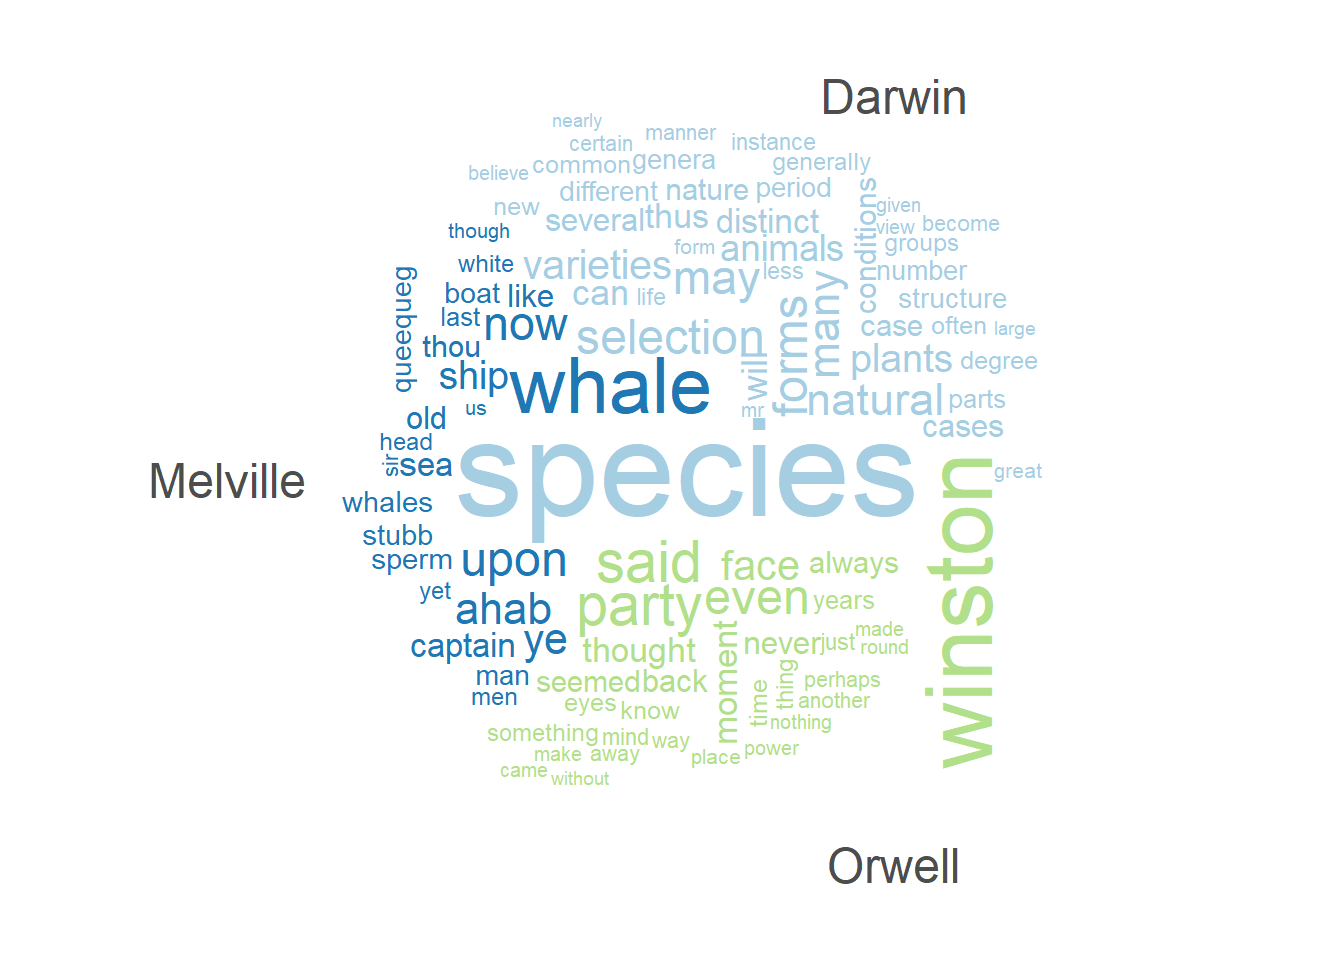 Darwin
nearly
certain
manner
instance
believe
common
genera
generally
different
nature
period
new
several
thus
distinct
conditions
given
view
become
though
form
animals
groups
white
varieties
may
less
number
queequeg
boat
like
can
life
many
structure
last
now
selection
forms
case
often
large
thou
will
plants
degree
ship
whale
mr
natural
parts
old
us
cases
head
sir
sea
species
winston
great
Melville
whales
stubb
sperm
upon
said
face
always
yet
ahab
party
even
years
captain
ye
thought
moment
never
just
made
round
man
seemed
back
time
thing
perhaps
men
eyes
know
another
nothing
something
mind
way
make
away
place
power
came
without
Orwell